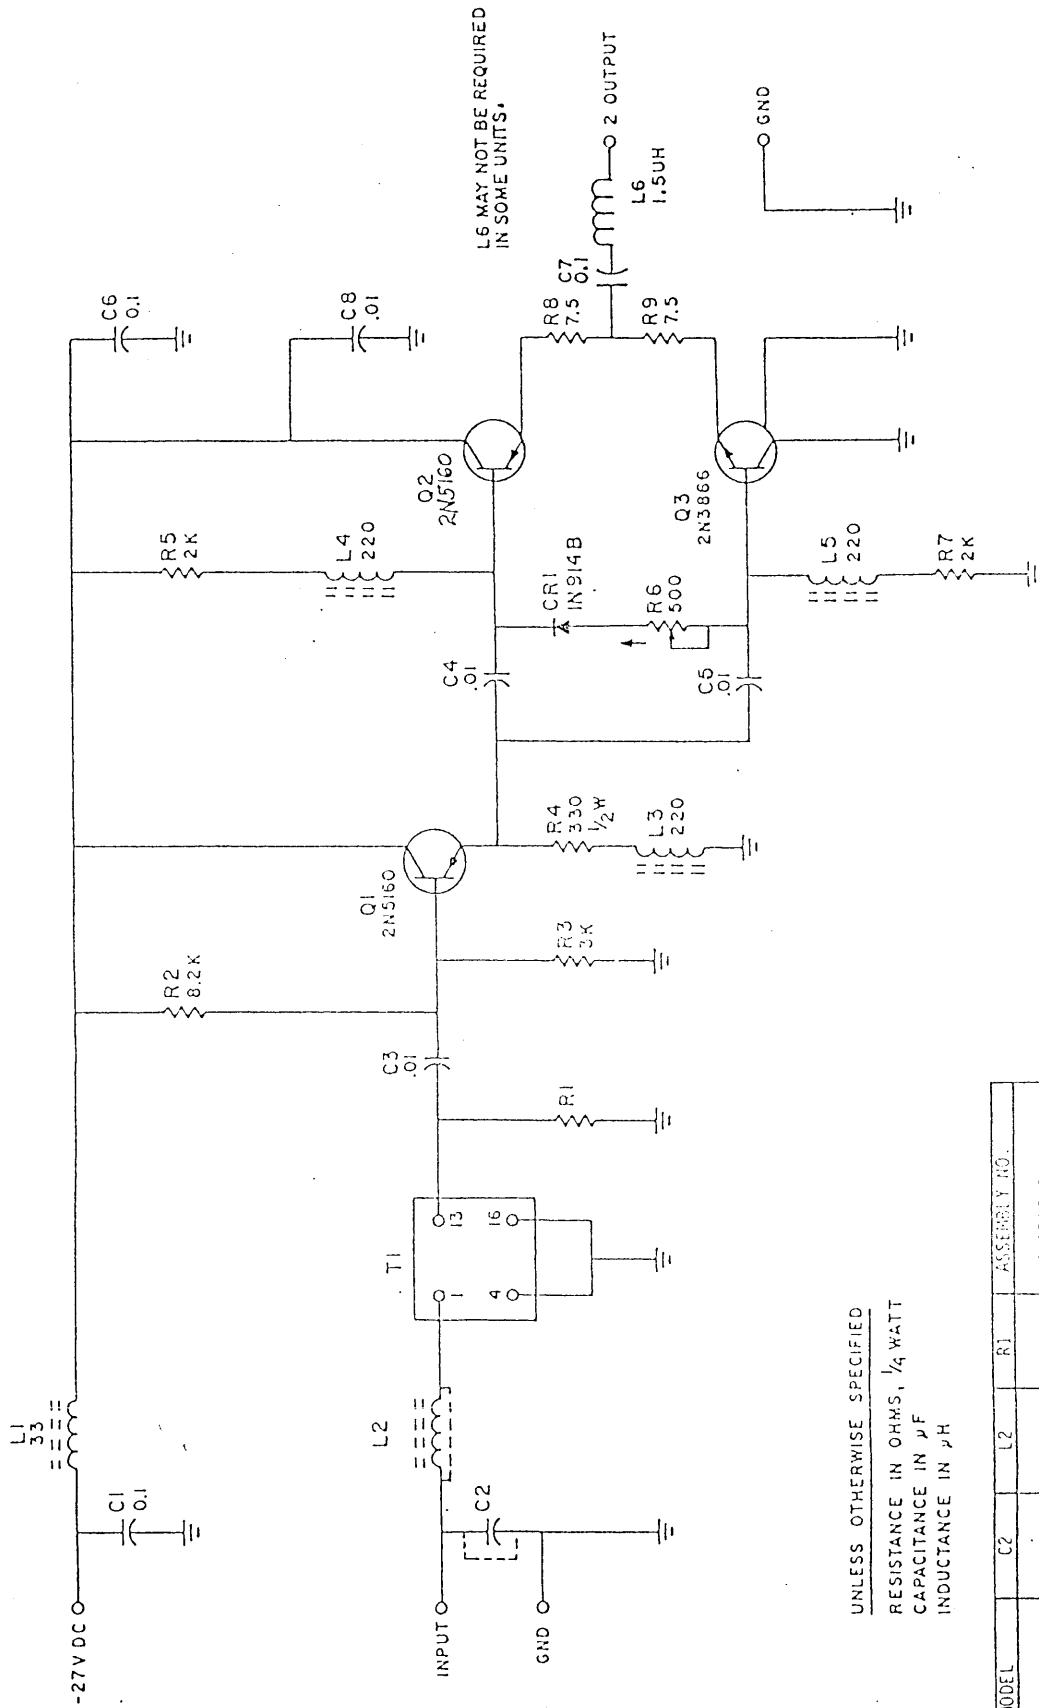 L6 MAY NOT BE REQUIRED
IN SOME UNITS.
-27VDC
C1
0.1
L1
33
R2
8.2K
R5
2K
L4
220
C6
0.1
C8
.01
Q1
2N5160
Q2
2N5160
C4
.01
CR1
1N914B
R6
500
C5
.01
Q3
2N3866
R8
7.5
R9
7.5
C7
0.1
L6
1.5UH
2 OUTPUT
GND
INPUT
GND
C2
L2
T1
1
13
4
16
R1
C3
.01
R3
3K
R4
330
1/2W
L3
220
L5
220
R7
2K
UNLESS OTHERWISE SPECIFIED
RESISTANCE IN OHMS, 1/4 WATT
CAPACITANCE IN µF
INDUCTANCE IN µH
C2 L2 R1 ASSEMBLY NO.